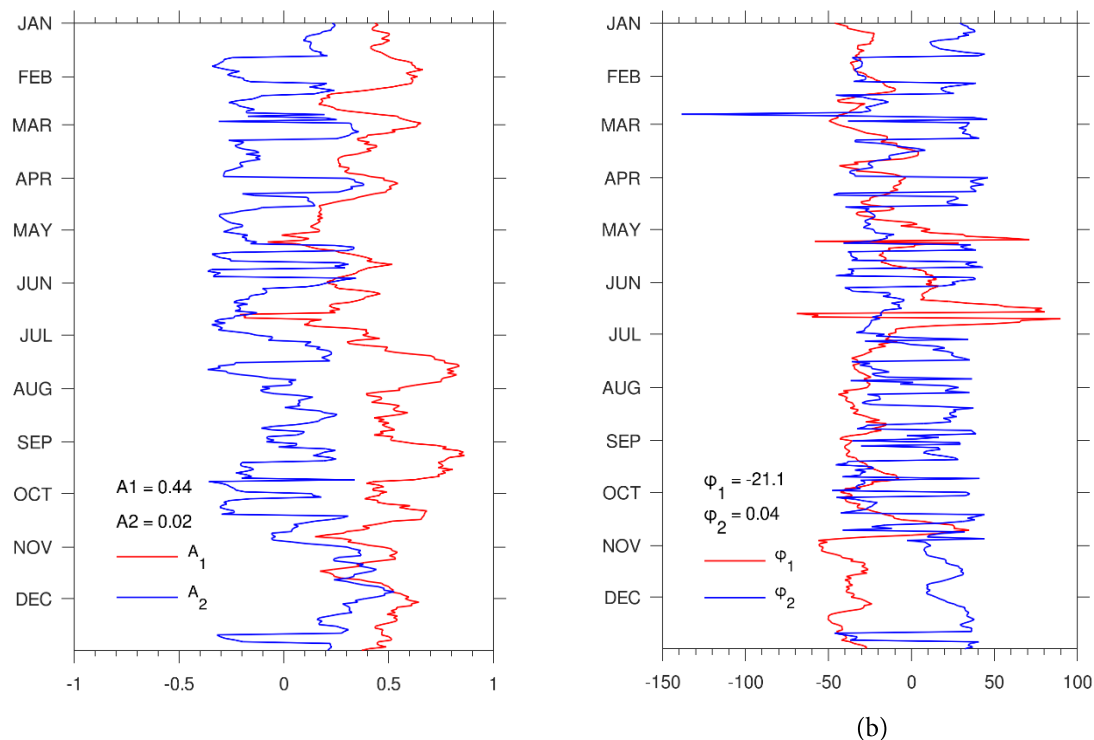 JAN
FEB
MAR
APR
MAY
JUN
JUL
AUG
SEP
OCT
NOV
DEC
A1 = 0.44
A2 = 0.02
A1
A2
-1 -0.5 0 0.5 1
JAN
FEB
MAR
APR
MAY
JUN
JUL
AUG
SEP
OCT
NOV
DEC
φ1 = -21.1
φ2 = 0.04
φ1
φ2
-150 -100 -50 0 50 100
(b)